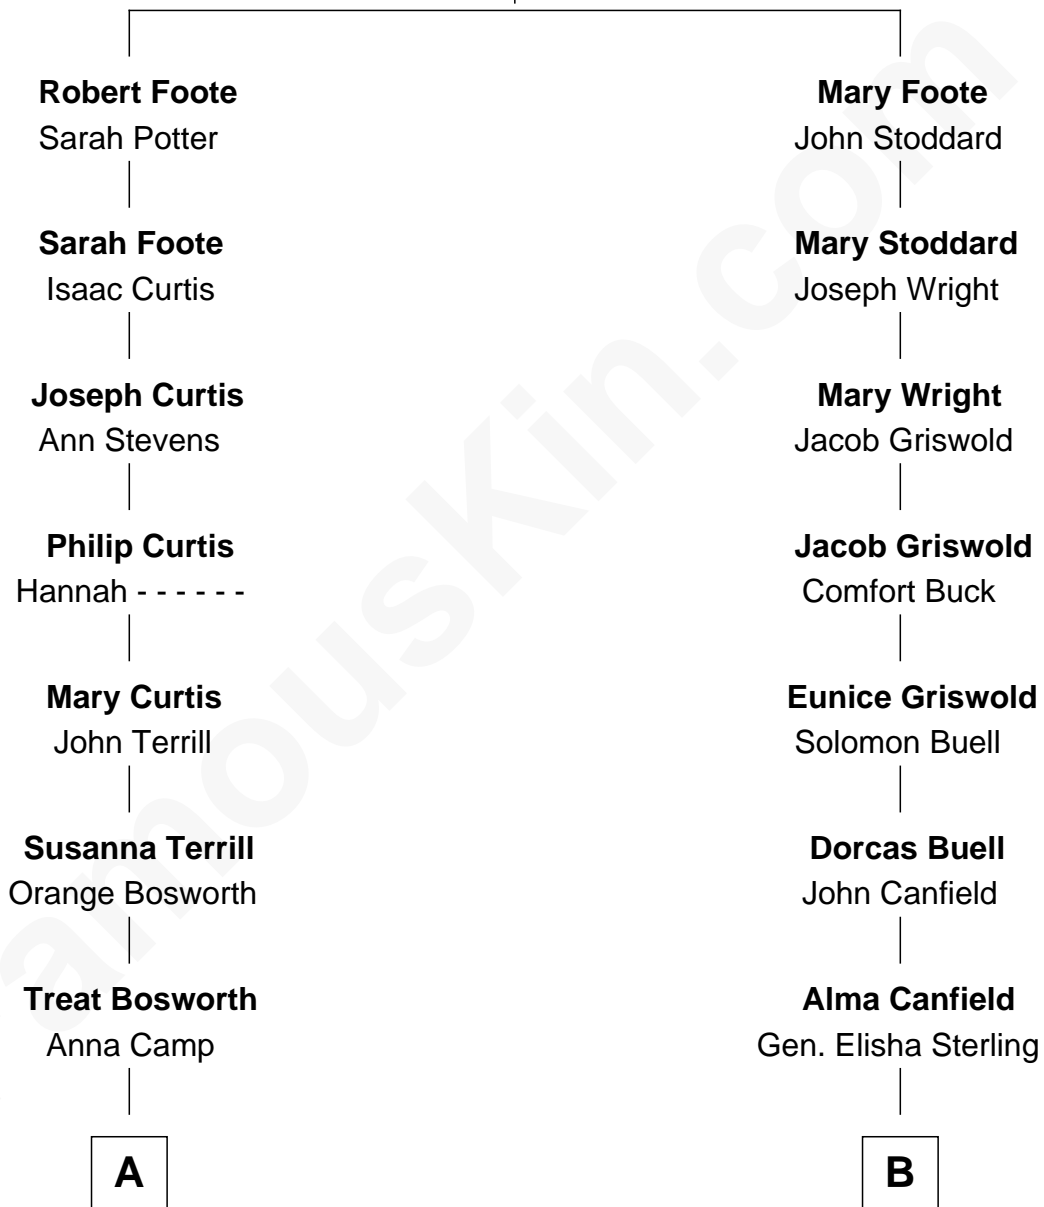 Robert Foote
Sarah Potter
Mary Foote
John Stoddard
Sarah Foote
Isaac Curtis
Mary Stoddard
Joseph Wright
Joseph Curtis
Ann Stevens
Mary Wright
Jacob Griswold
Philip Curtis
Hannah - - - - - -
Jacob Griswold
Comfort Buck
Mary Curtis
John Terrill
Eunice Griswold
Solomon Buell
Susanna Terrill
Orange Bosworth
Dorcas Buell
John Canfield
Treat Bosworth
Anna Camp
Alma Canfield
Gen. Elisha Sterling
A
B
amousKin.com